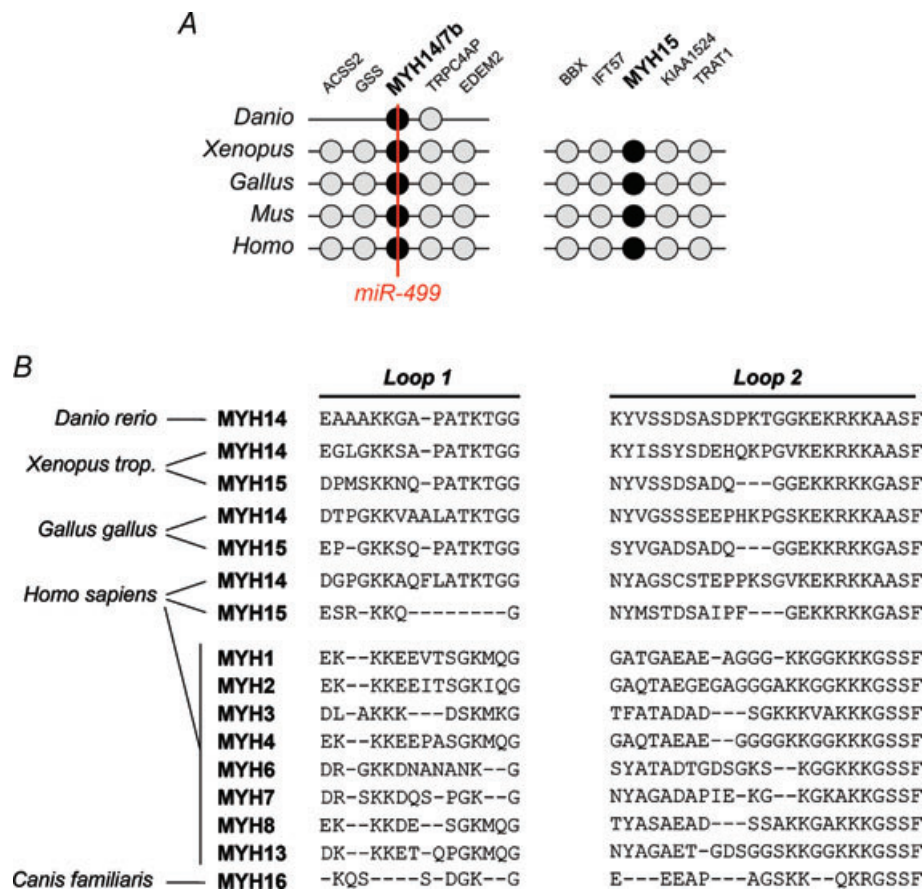 A
ACSS2 GSS MYH14/7b TRPC4AP EDEM2 BBX IFT57 MYH15 KIAA1524 TRAT1
Danio
Xenopus
Gallus
Mus
Homo
miR-499
B Loop 1 Loop 2
Danio rerio MYH14 EAAAKKGA-PATKTGG KYVSSDSASDPKTGGKEKRKKAASF
Xenopus trop. MYH14 EGLGKKSA-PATKTGG KYISSYSDEHQKPGVKEKRKKAASF
MYH15 DPMSKKNQ-PATKTGG NYVSSDSADQ---GGEKKRKKGASF
Gallus gallus MYH14 DTPGKKVAALATKTGG NYVGSSSEEPHKPGSKEKRKKAASF
MYH15 EP-GKKSQ-PATKTGG SYVGADSADQ---GGEKKRKKGASF
Homo sapiens MYH14 DGPGKKAQFLATKTGG NYAGSCSTEPPKSGVKEKRKKAASF
MYH15 ESR-KKQ--------G NYMSTDSAIPF---GEKKRKKGASF
MYH1 EK--KKEEVTSGKMQG GATGAEAE-AGGG-KKGGKKKGSSF
MYH2 EK--KKEEITSGKIQG GAQTAEGEGAGGGAKKGGKKKGSSF
MYH3 DL-AKKK---DSKMKG TFATADAD---SGKKKVAKKKGSSF
MYH4 EK--KKEEPASGKMQG GAQTAEAE-GGGGGKKGGKKKGSSF
MYH6 DR-GKKDNANANK--G SYATADTGDSGKS--KGGKKKGSSF
MYH7 DR-SKKDQS-PGK--G NYAGADAPIE-KG--KGKAKKGSSF
MYH8 EK--KKDE--SGKMQG TYASAEAD---SSAKKGAKKKGSSF
MYH13 DK--KKET-QPGKMQG NYAGAET-GDSGGSKKGGKKKGSSF
Canis familiaris MYH16 -KQS----S-DGK--G E---EEAP---AGSKK--QKRGSSF